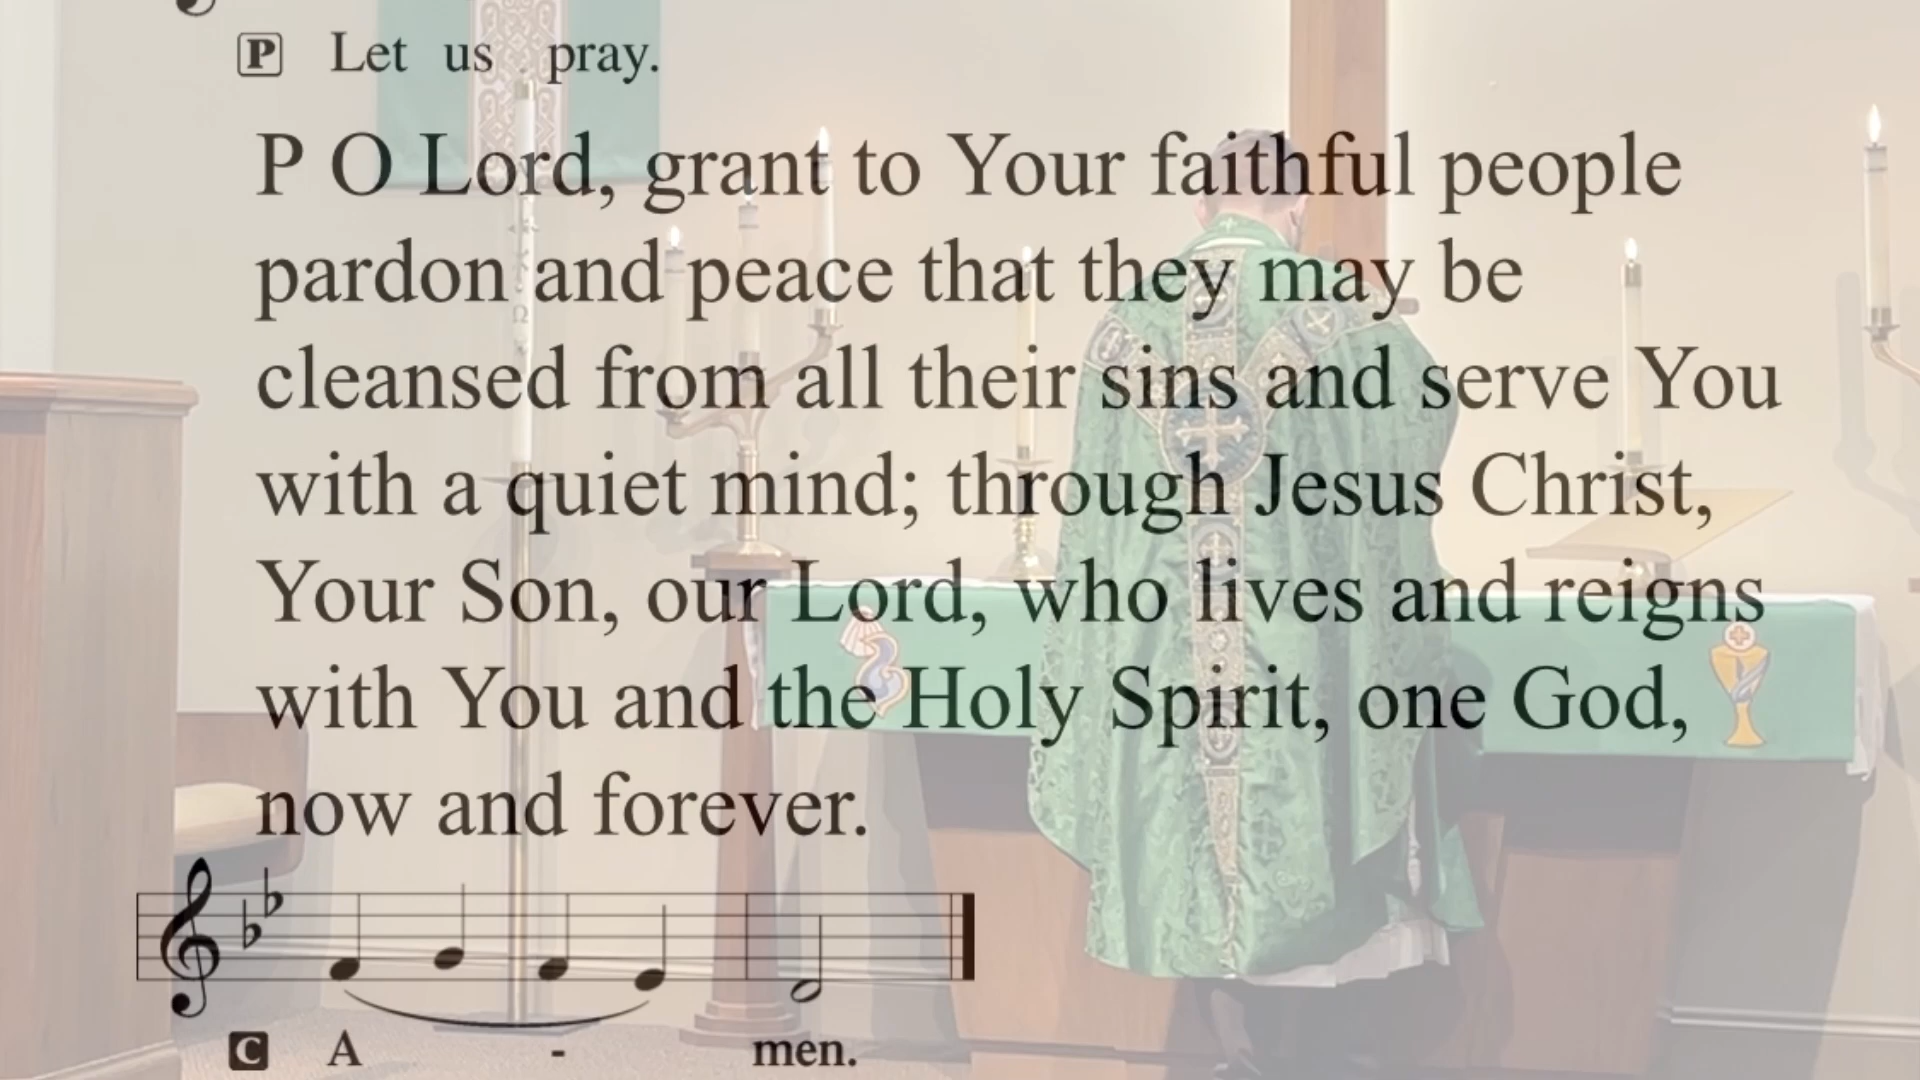 P Let us pray.
P O Lord, grant to Your faithful people
pardon and peace that they may be
cleansed from all their sins and serve You
with a quiet mind; through Jesus Christ,
Your Son, our Lord, who lives and reigns
with You and the Holy Spirit, one God,
now and forever.
C A - men.